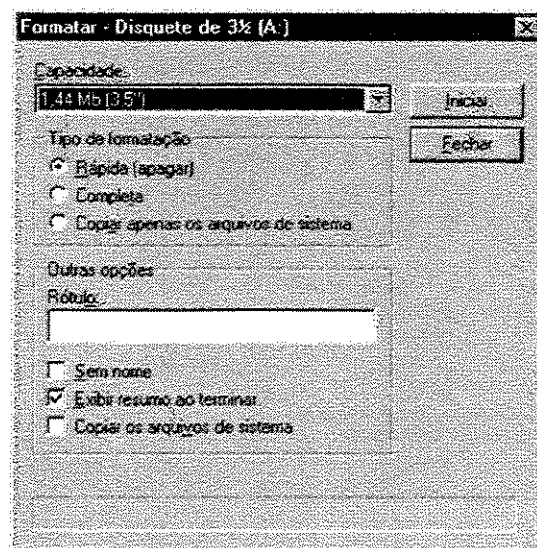 Formatar - Disquete de 3½ (A:)
Capacidade:
1,44 Mb (3.5")
Iniciar
Fechar
Tipo de formatação
Rápida (apagar)
Completa
Copiar apenas os arquivos de sistema
Outras opções
Rótulo:
Sem nome
Exibir resumo ao terminar
Copiar os arquivos de sistema